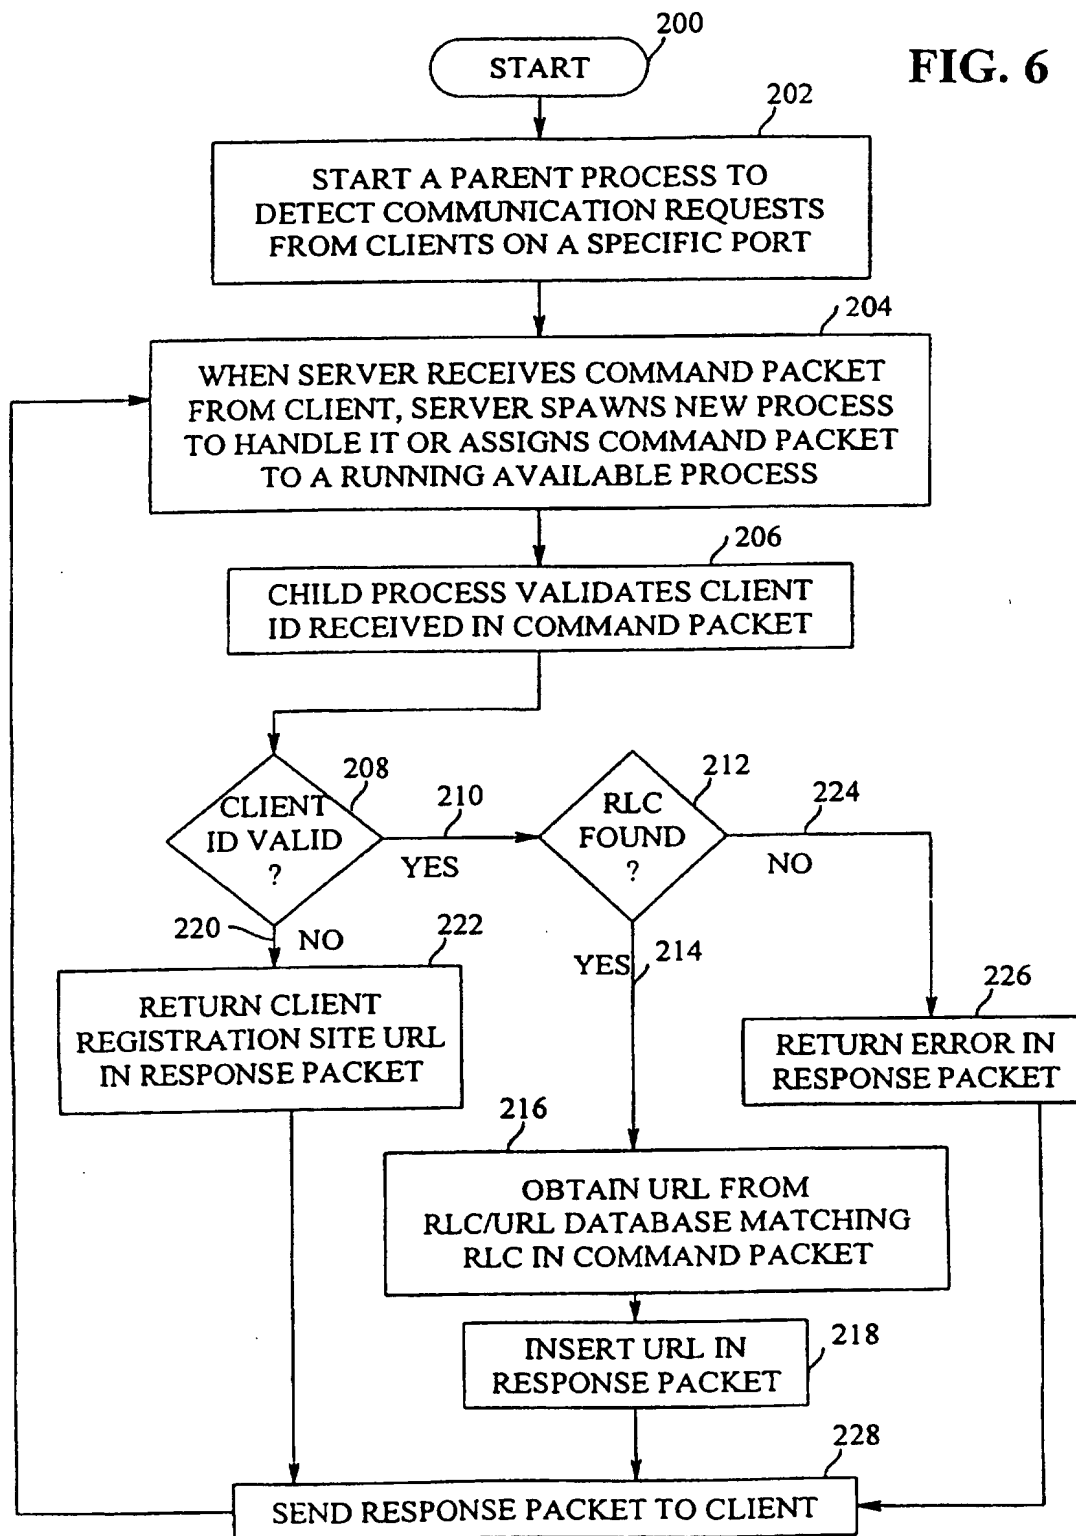 200
START
FIG. 6
202
START A PARENT PROCESS TO
DETECT COMMUNICATION REQUESTS
FROM CLIENTS ON A SPECIFIC PORT
204
WHEN SERVER RECEIVES COMMAND PACKET
FROM CLIENT, SERVER SPAWNS NEW PROCESS
TO HANDLE IT OR ASSIGNS COMMAND PACKET
TO A RUNNING AVAILABLE PROCESS
206
CHILD PROCESS VALIDATES CLIENT
ID RECEIVED IN COMMAND PACKET
208
CLIENT
ID VALID
?
210
YES
212
RLC
FOUND
?
224
NO
220
NO
222
RETURN CLIENT
REGISTRATION SITE URL
IN RESPONSE PACKET
YES
214
226
RETURN ERROR IN
RESPONSE PACKET
216
OBTAIN URL FROM
RLC/URL DATABASE MATCHING
RLC IN COMMAND PACKET
218
INSERT URL IN
RESPONSE PACKET
228
SEND RESPONSE PACKET TO CLIENT